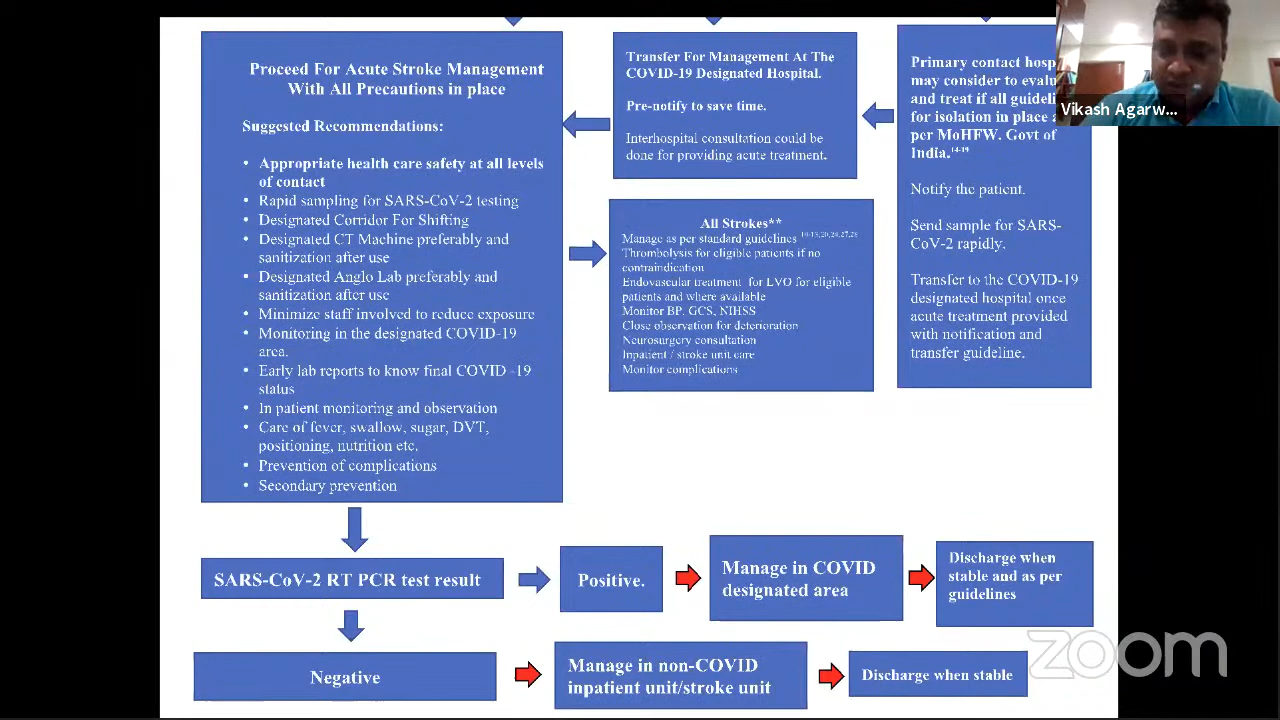 Proceed For Acute Stroke Management
With All Precautions in place
Suggested Recommendations:
• Appropriate health care safety at all levels
of contact
• Rapid sampling for SARS-CoV-2 testing
• Designated Corridor For Shifting
• Designated CT Machine preferably and
sanitization after use
• Designated Anglo Lab preferably and
sanitization after use
• Minimize staff involved to reduce exposure
• Monitoring in the designated COVID-19
area.
• Early lab reports to know final COVID -19
status
• In patient monitoring and observation
• Care of fever, swallow, sugar, DVT,
positioning, nutrition etc.
• Prevention of complications
• Secondary prevention
Transfer For Management At The
COVID-19 Designated Hospital.
Pre-notify to save time.
Interhospital consultation could be
done for providing acute treatment.
All Strokes**
Manage as per standard guidelines
Thrombolysis for eligible patients if no
contraindication
Endovascular treatment for LVO for eligible
patients and where available
Monitor BP, GCS, NIHSS
Close observation for deterioration
Neurosurgery consultation
Inpatient / stroke unit care
Monitor complications
Primary contact
may consider to
and treat if all
for isolation in place
per MoHFW. Govt of
India.14-19
Notify the patient.
Send sample for SARS-
CoV-2 rapidly.
Transfer to the COVID-19
designated hospital once
acute treatment provided
with notification and
transfer guideline.
Vikash Agarw...
SARS-CoV-2 RT PCR test result
Positive.
Manage in COVID
designated area
Discharge when
stable and as per
guidelines
Negative
Manage in non-COVID
inpatient unit/stroke unit
Discharge when stable
zoom